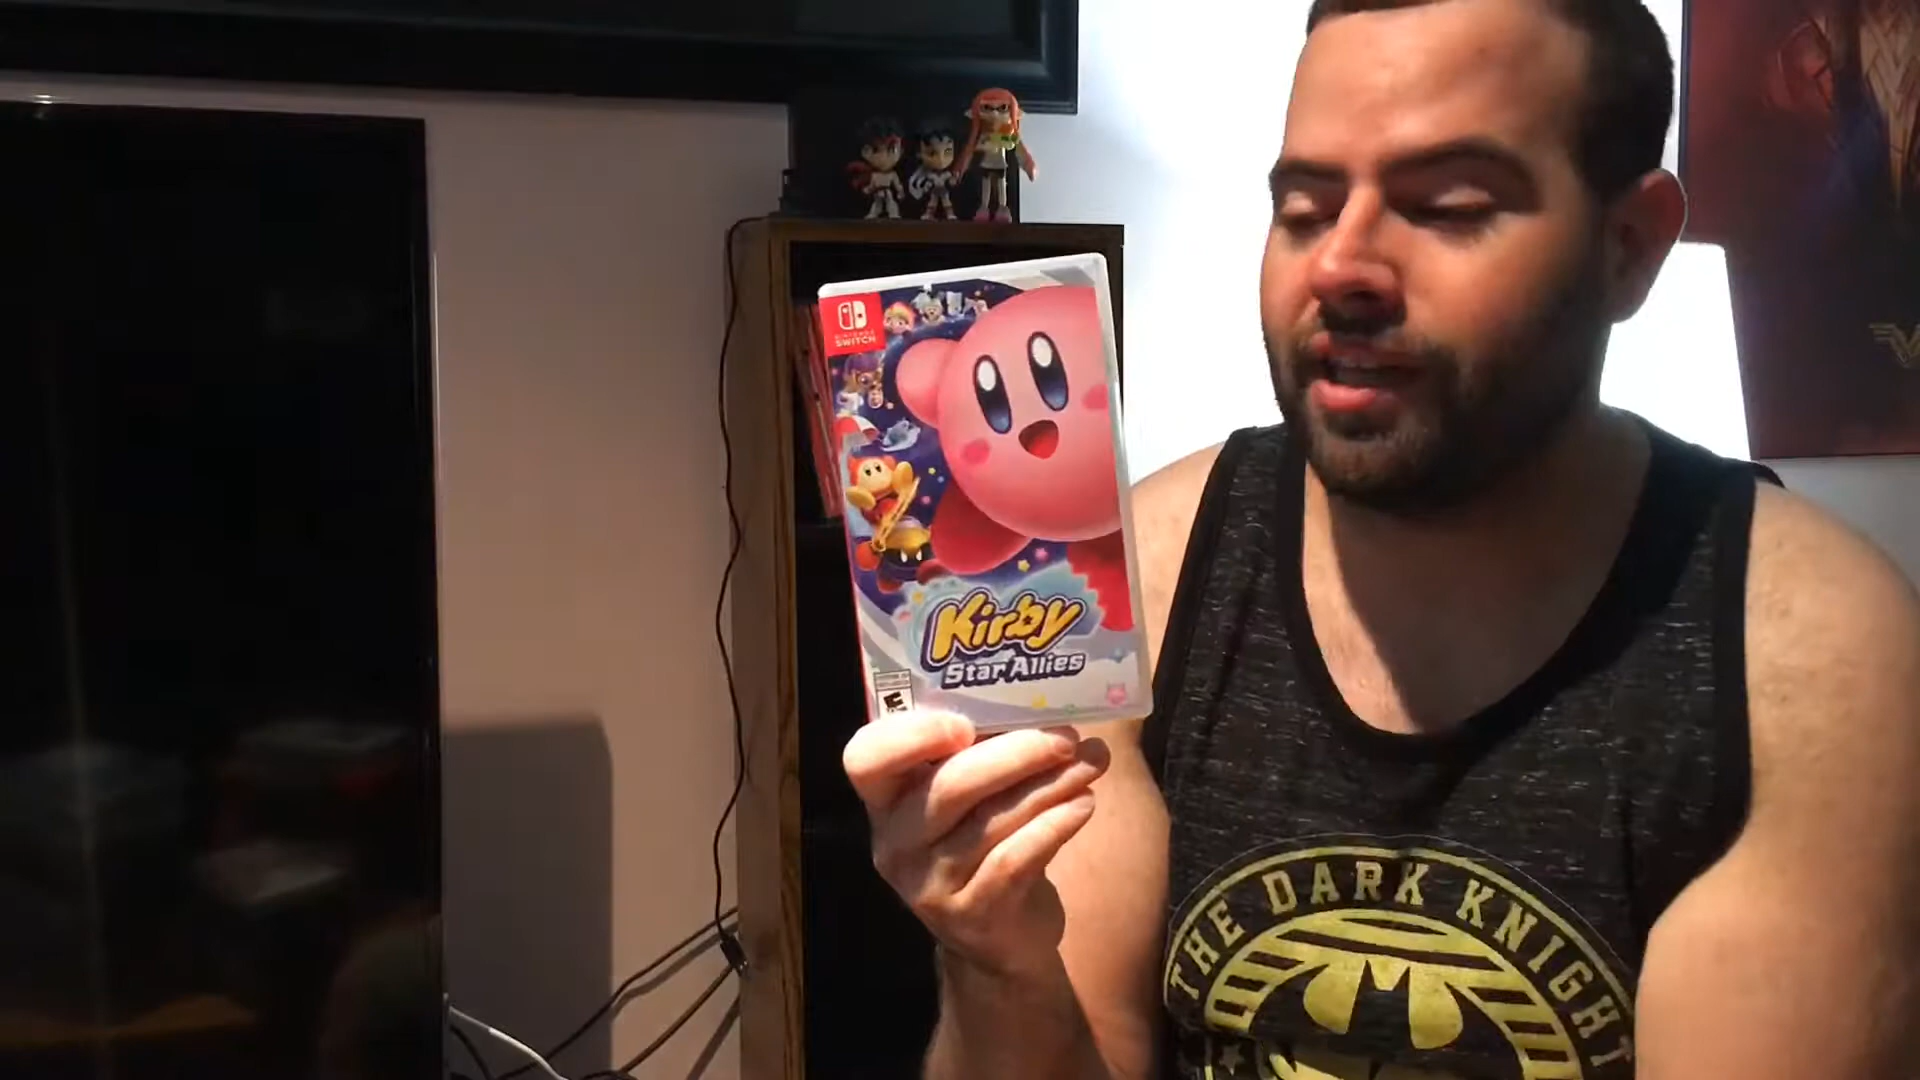 NINTENDO
SWITCH
Kirby
Star Allies
E
THE DARK KNIGHT